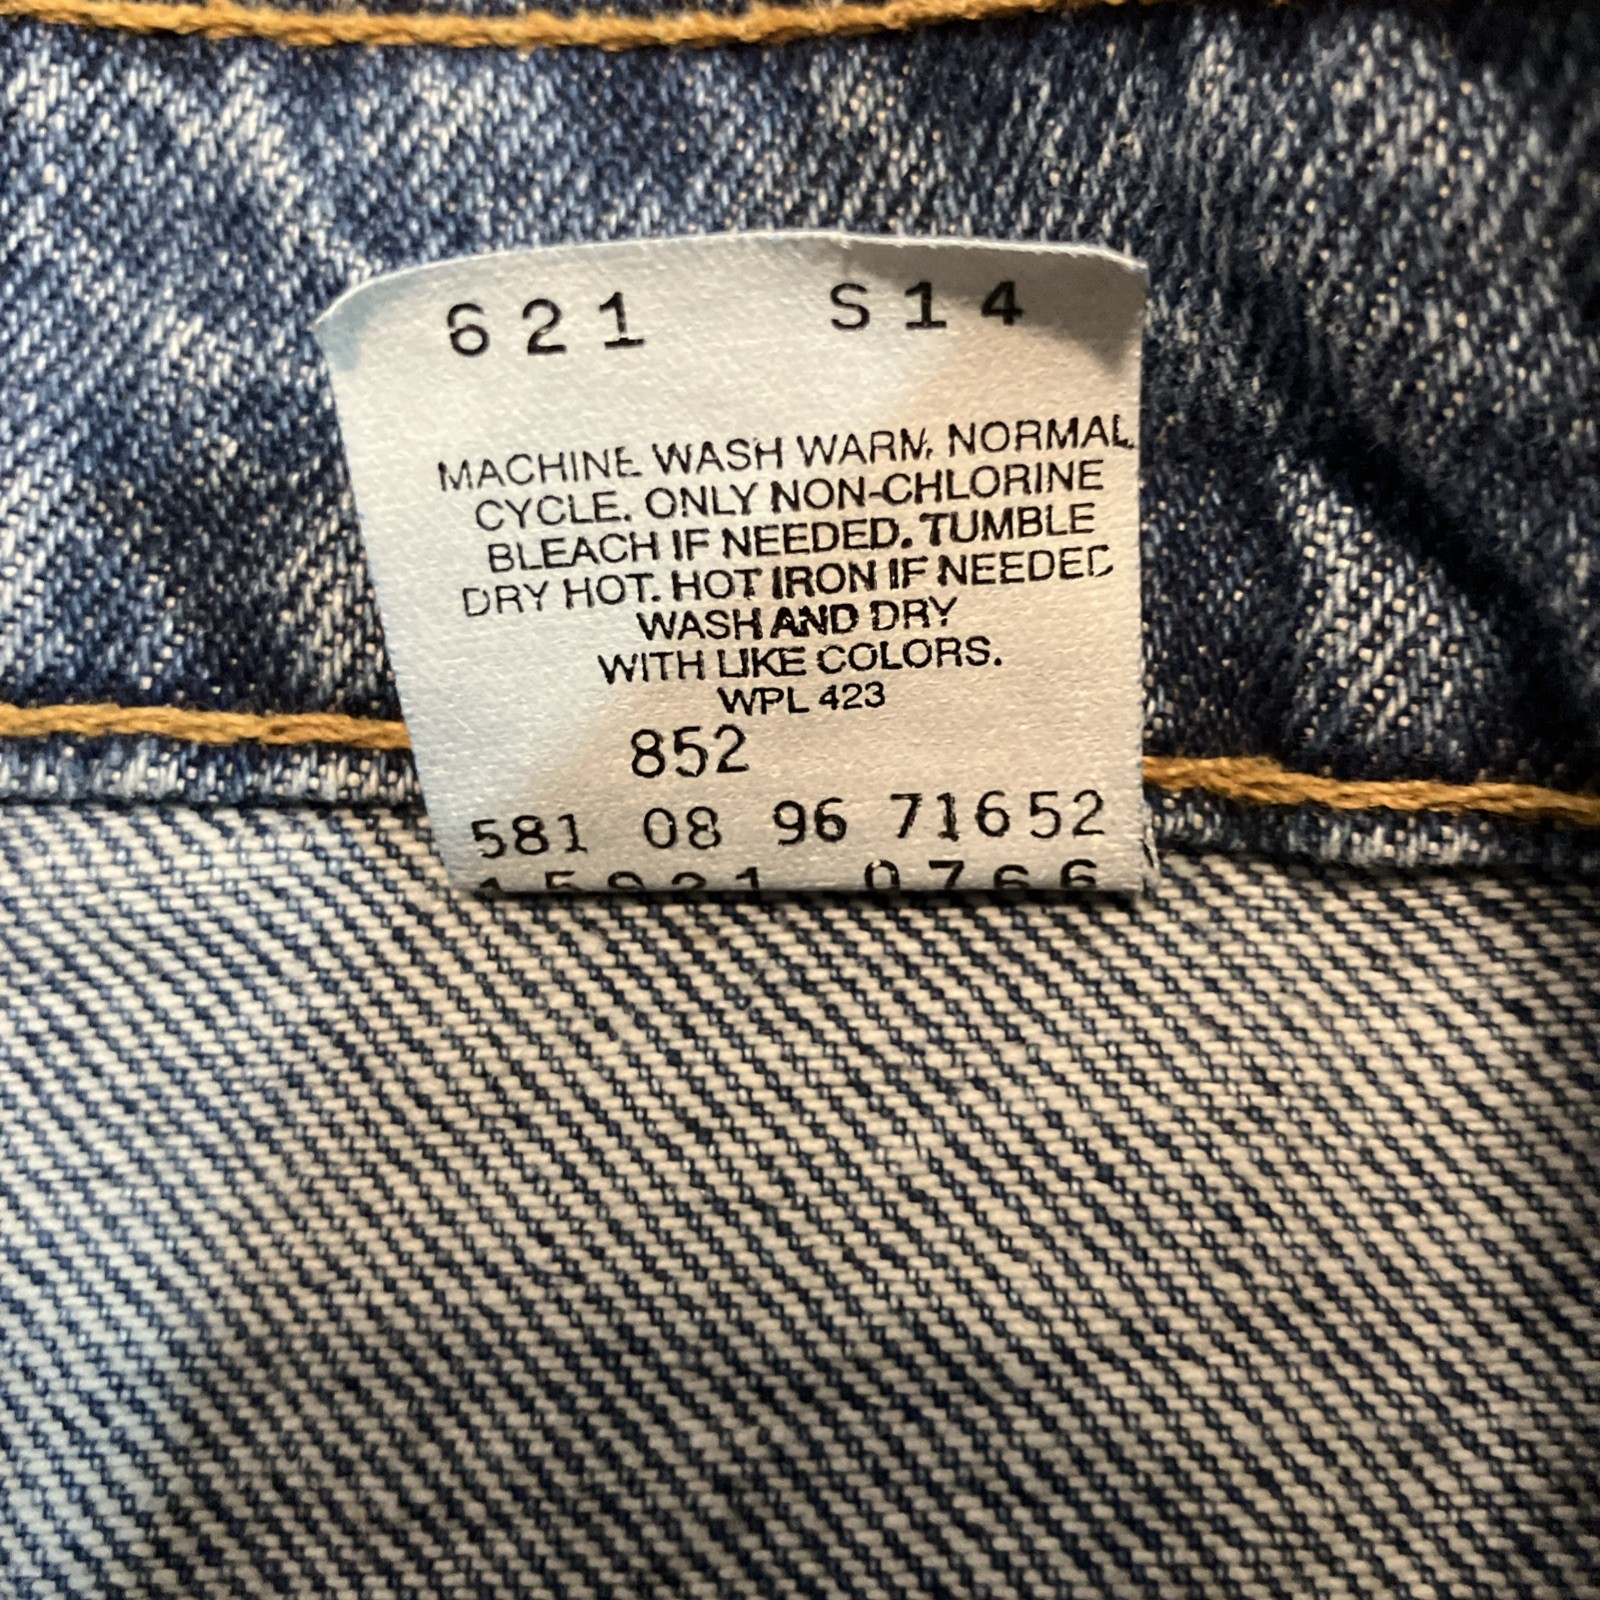 621 S14
MACHINE WASH WARM, NORMAL
CYCLE. ONLY NON-CHLORINE
BLEACH IF NEEDED. TUMBLE
DRY HOT. HOT IRON IF NEEDED
WASH AND DRY
WITH LIKE COLORS.
WPL 423
852
581 08 96 71652
0766